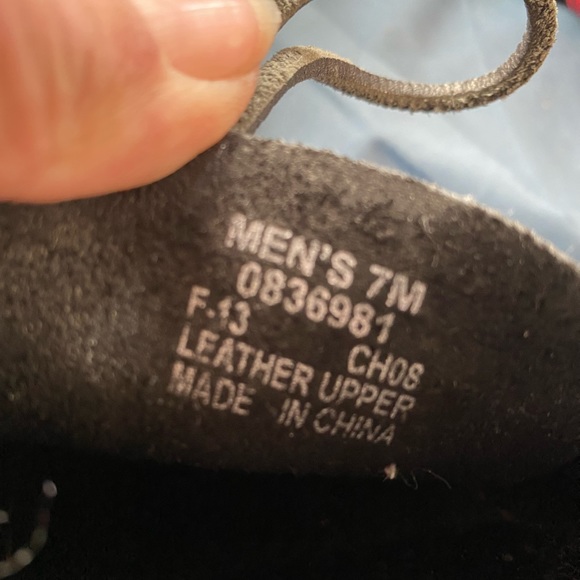 MEN'S 7M
0836981
F-13 CH08
LEATHER UPPER
MADE IN CHINA